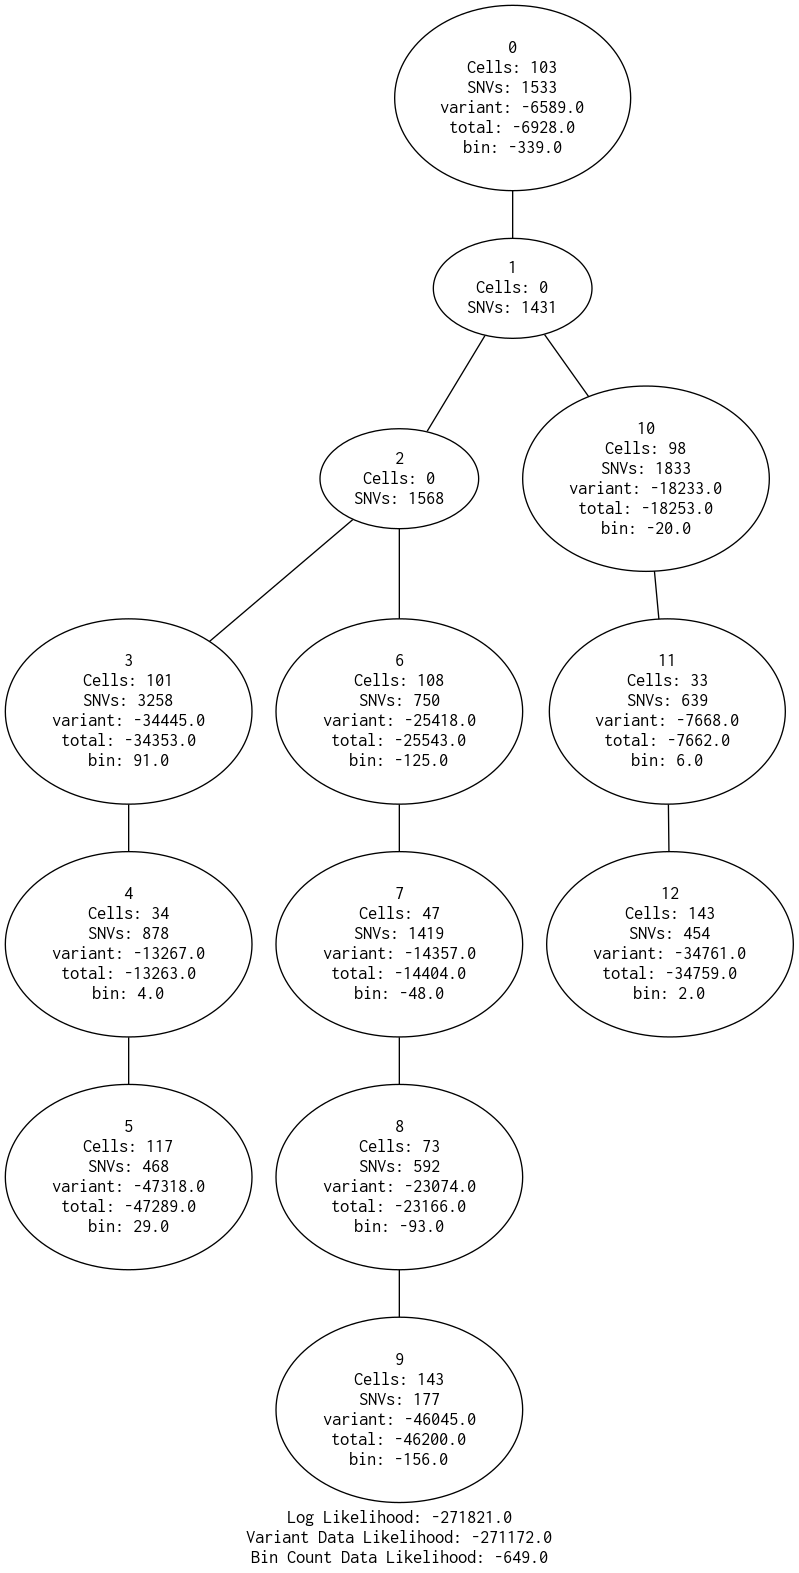 0
Cells: 103
SNVs: 1533
variant: -6589.0
total: -6928.0
bin: -339.0
1
Cells: 0
SNVs: 1431
2
Cells: 0
SNVs: 1568
10
Cells: 98
SNVs: 1833
variant: -18233.0
total: -18253.0
bin: -20.0
3
Cells: 101
SNVs: 3258
variant: -34445.0
total: -34353.0
bin: 91.0
6
Cells: 108
SNVs: 750
variant: -25418.0
total: -25543.0
bin: -125.0
11
Cells: 33
SNVs: 639
variant: -7668.0
total: -7662.0
bin: 6.0
4
Cells: 34
SNVs: 878
variant: -13267.0
total: -13263.0
bin: 4.0
7
Cells: 47
SNVs: 1419
variant: -14357.0
total: -14404.0
bin: -48.0
12
Cells: 143
SNVs: 454
variant: -34761.0
total: -34759.0
bin: 2.0
5
Cells: 117
SNVs: 468
variant: -47318.0
total: -47289.0
bin: 29.0
8
Cells: 73
SNVs: 592
variant: -23074.0
total: -23166.0
bin: -93.0
9
Cells: 143
SNVs: 177
variant: -46045.0
total: -46200.0
bin: -156.0
Log Likelihood: -271821.0
Variant Data Likelihood: -271172.0
Bin Count Data Likelihood: -649.0